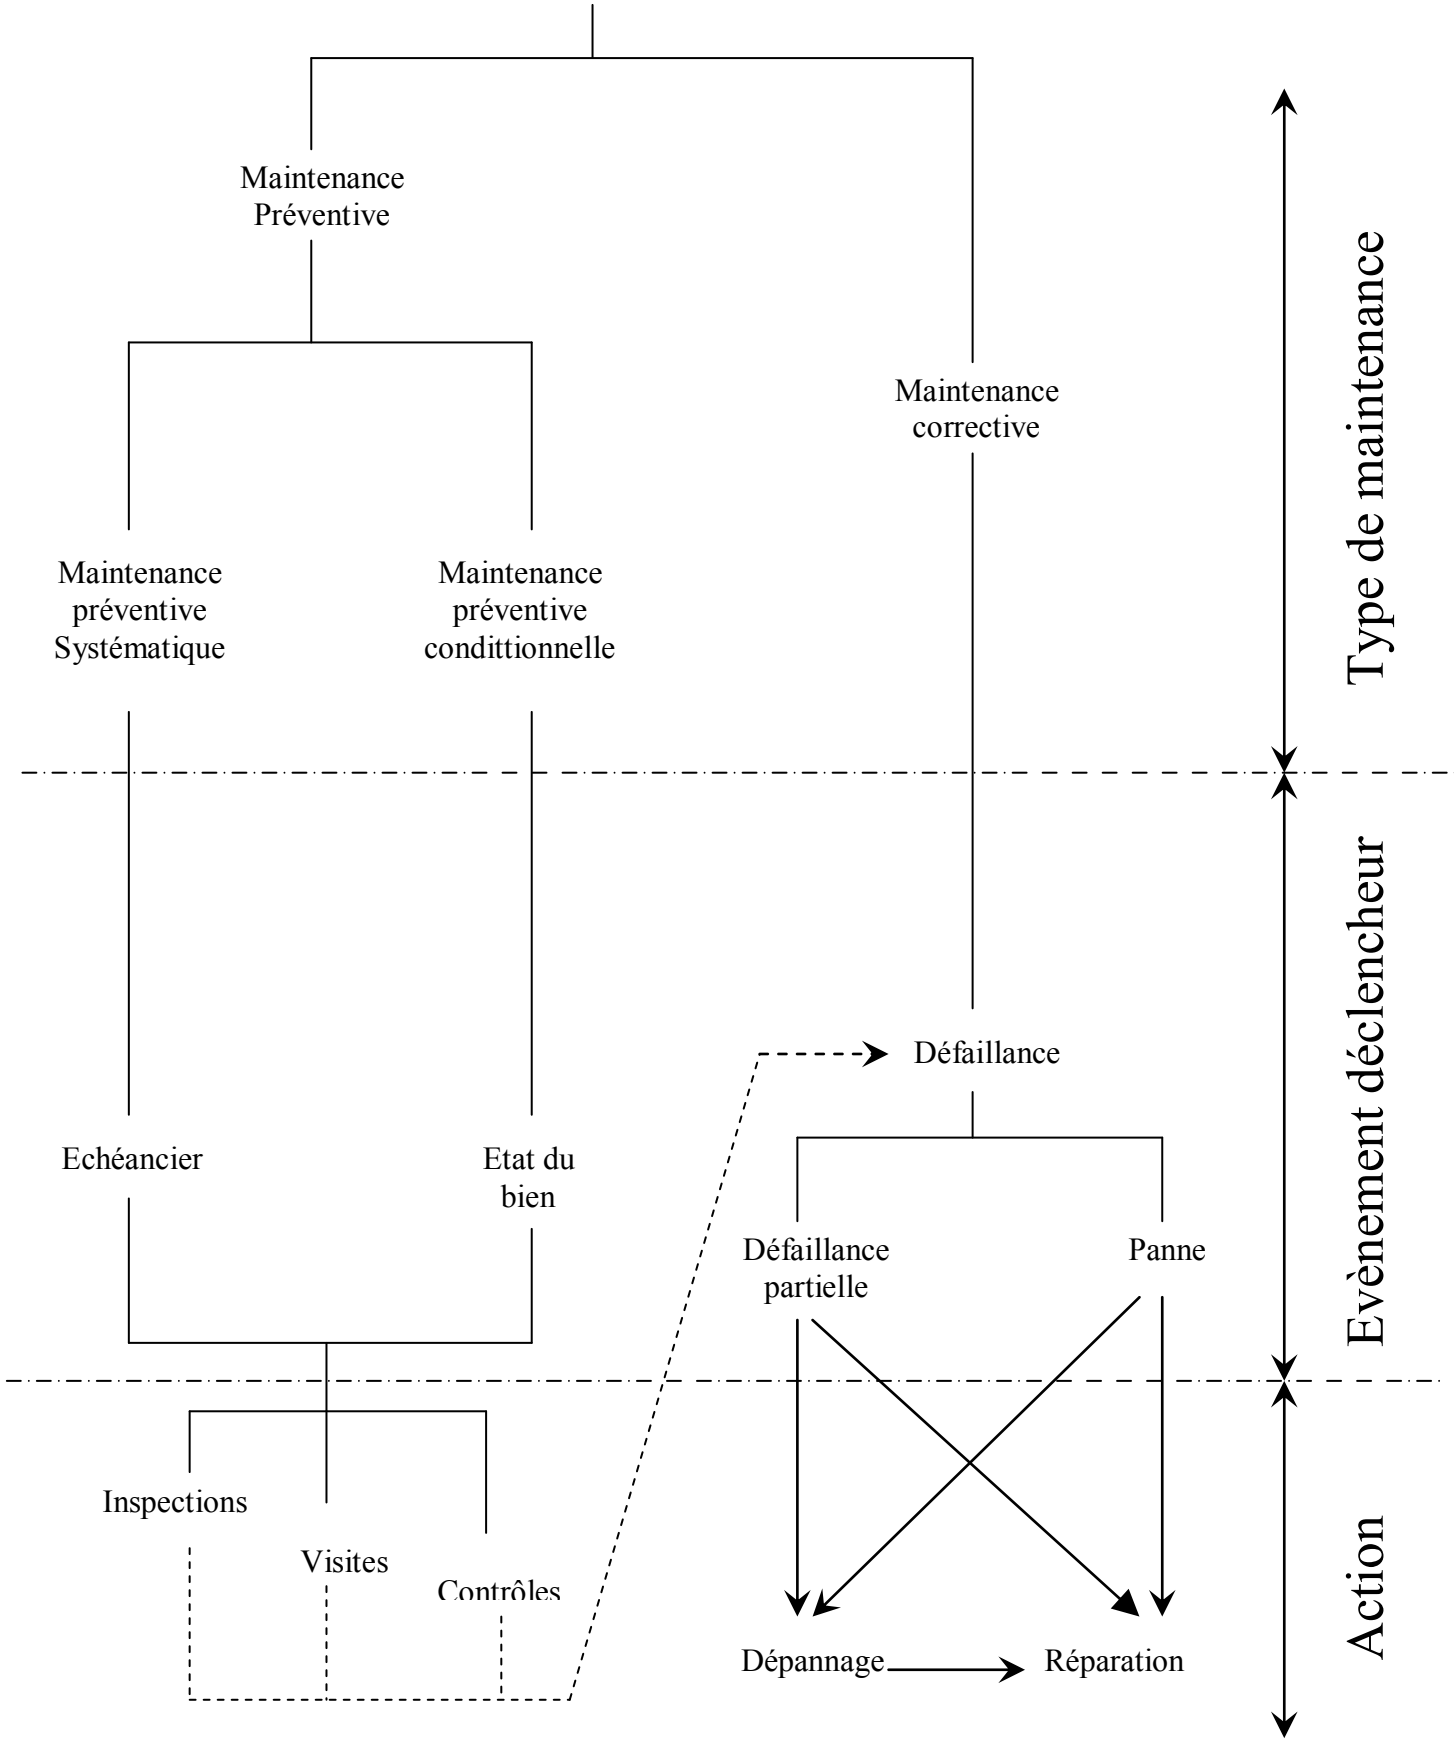 Maintenance
Préventive
Maintenance
corrective
Maintenance
préventive
Systématique
Maintenance
préventive
condittionnelle
Type de maintenance
Défaillance
Echéancier
Etat du
bien
Défaillance
partielle
Panne
Evènement déclencheur
Inspections
Visites
Contrôles
Dépannage
Réparation
Action